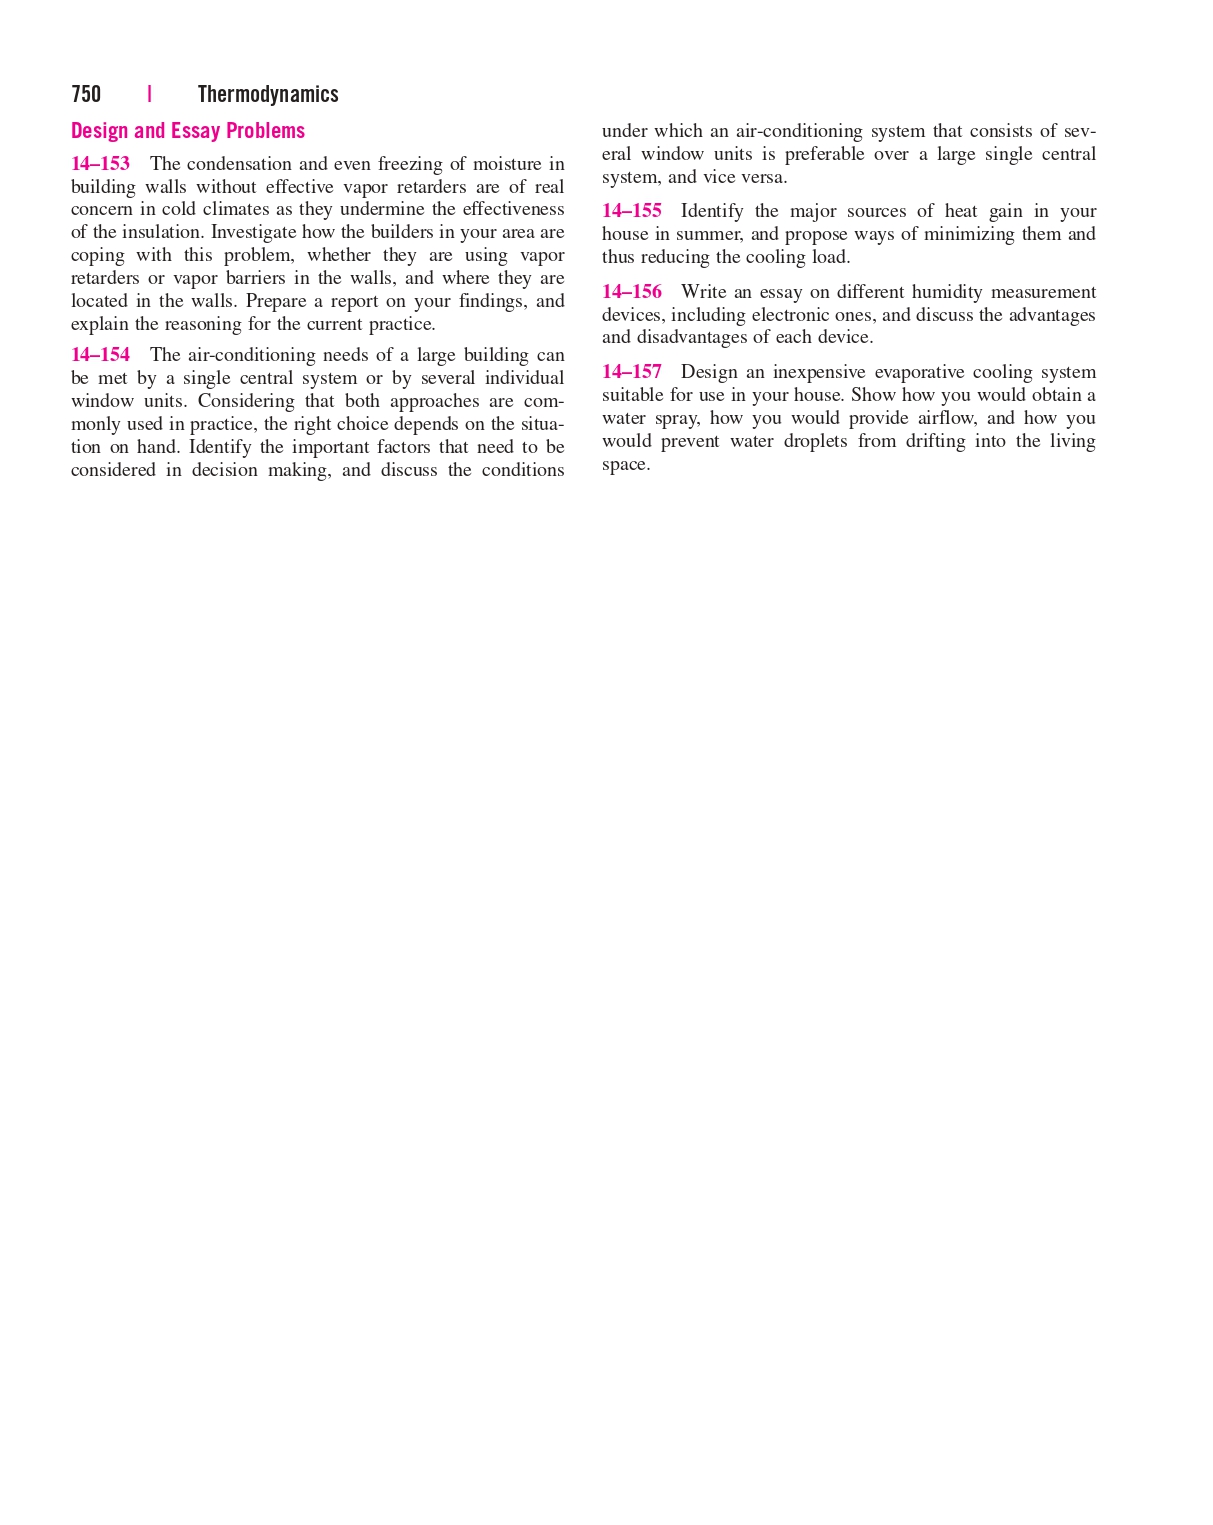 750 | Thermodynamics
Design and Essay Problems
14–153 The condensation and even freezing of moisture in
building walls without effective vapor retarders are of real
concern in cold climates as they undermine the effectiveness
of the insulation. Investigate how the builders in your area are
coping with this problem, whether they are using vapor
retarders or vapor barriers in the walls, and where they are
located in the walls. Prepare a report on your findings, and
explain the reasoning for the current practice.
14–154 The air-conditioning needs of a large building can
be met by a single central system or by several individual
window units. Considering that both approaches are com-
monly used in practice, the right choice depends on the situa-
tion on hand. Identify the important factors that need to be
considered in decision making, and discuss the conditions
under which an air-conditioning system that consists of sev-
eral window units is preferable over a large single central
system, and vice versa.
14–155 Identify the major sources of heat gain in your
house in summer, and propose ways of minimizing them and
thus reducing the cooling load.
14–156 Write an essay on different humidity measurement
devices, including electronic ones, and discuss the advantages
and disadvantages of each device.
14–157 Design an inexpensive evaporative cooling system
suitable for use in your house. Show how you would obtain a
water spray, how you would provide airflow, and how you
would prevent water droplets from drifting into the living
space.